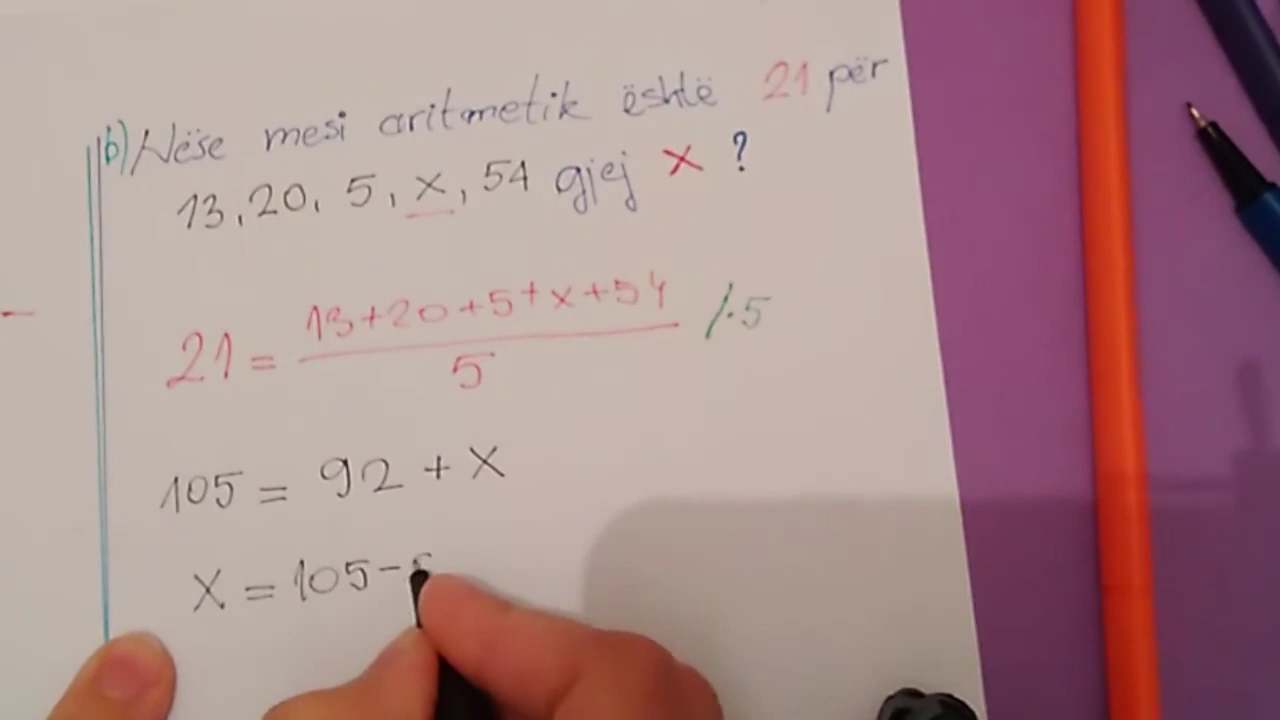 b) Nëse mesi aritmetik është 21 për
13, 20, 5, x, 54 gjej x ?
21 = 13+20+5+x+54 / 5 /·5
105 = 92 + x
x = 105 -